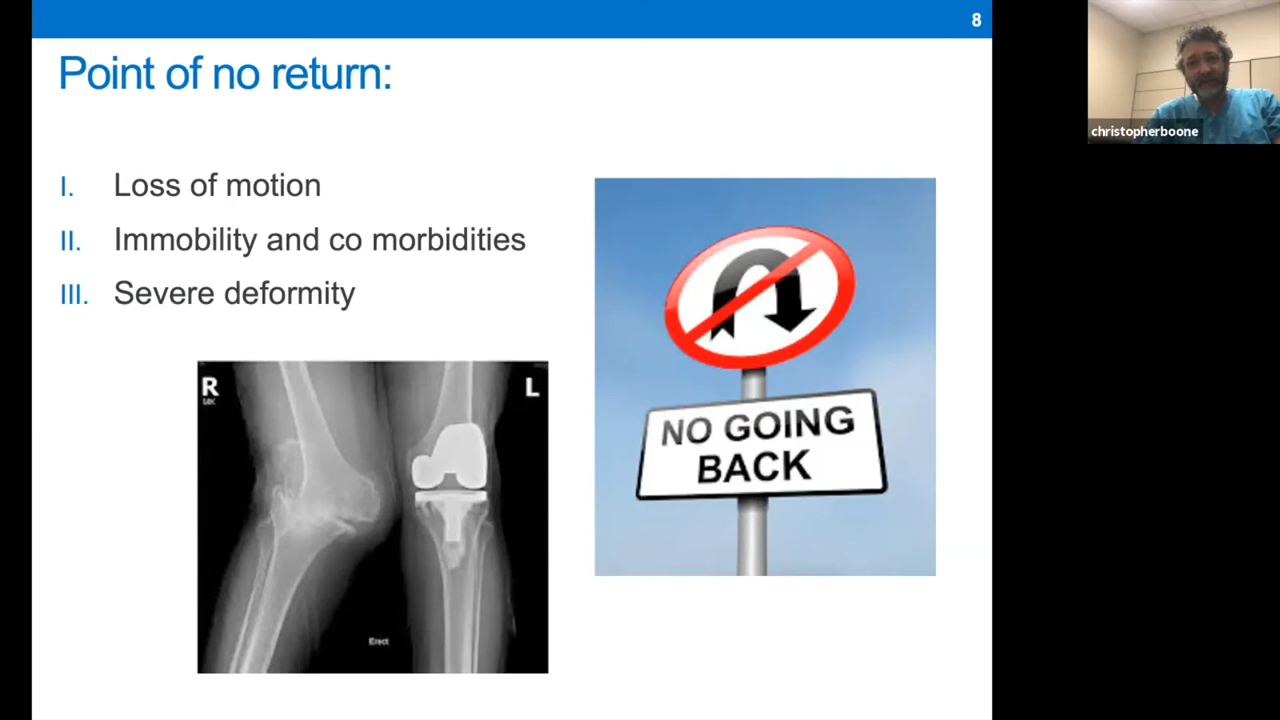 8
Point of no return:
I. Loss of motion
II. Immobility and co morbidities
III. Severe deformity
R
L
Erect
NO GOING
BACK
christopherboone